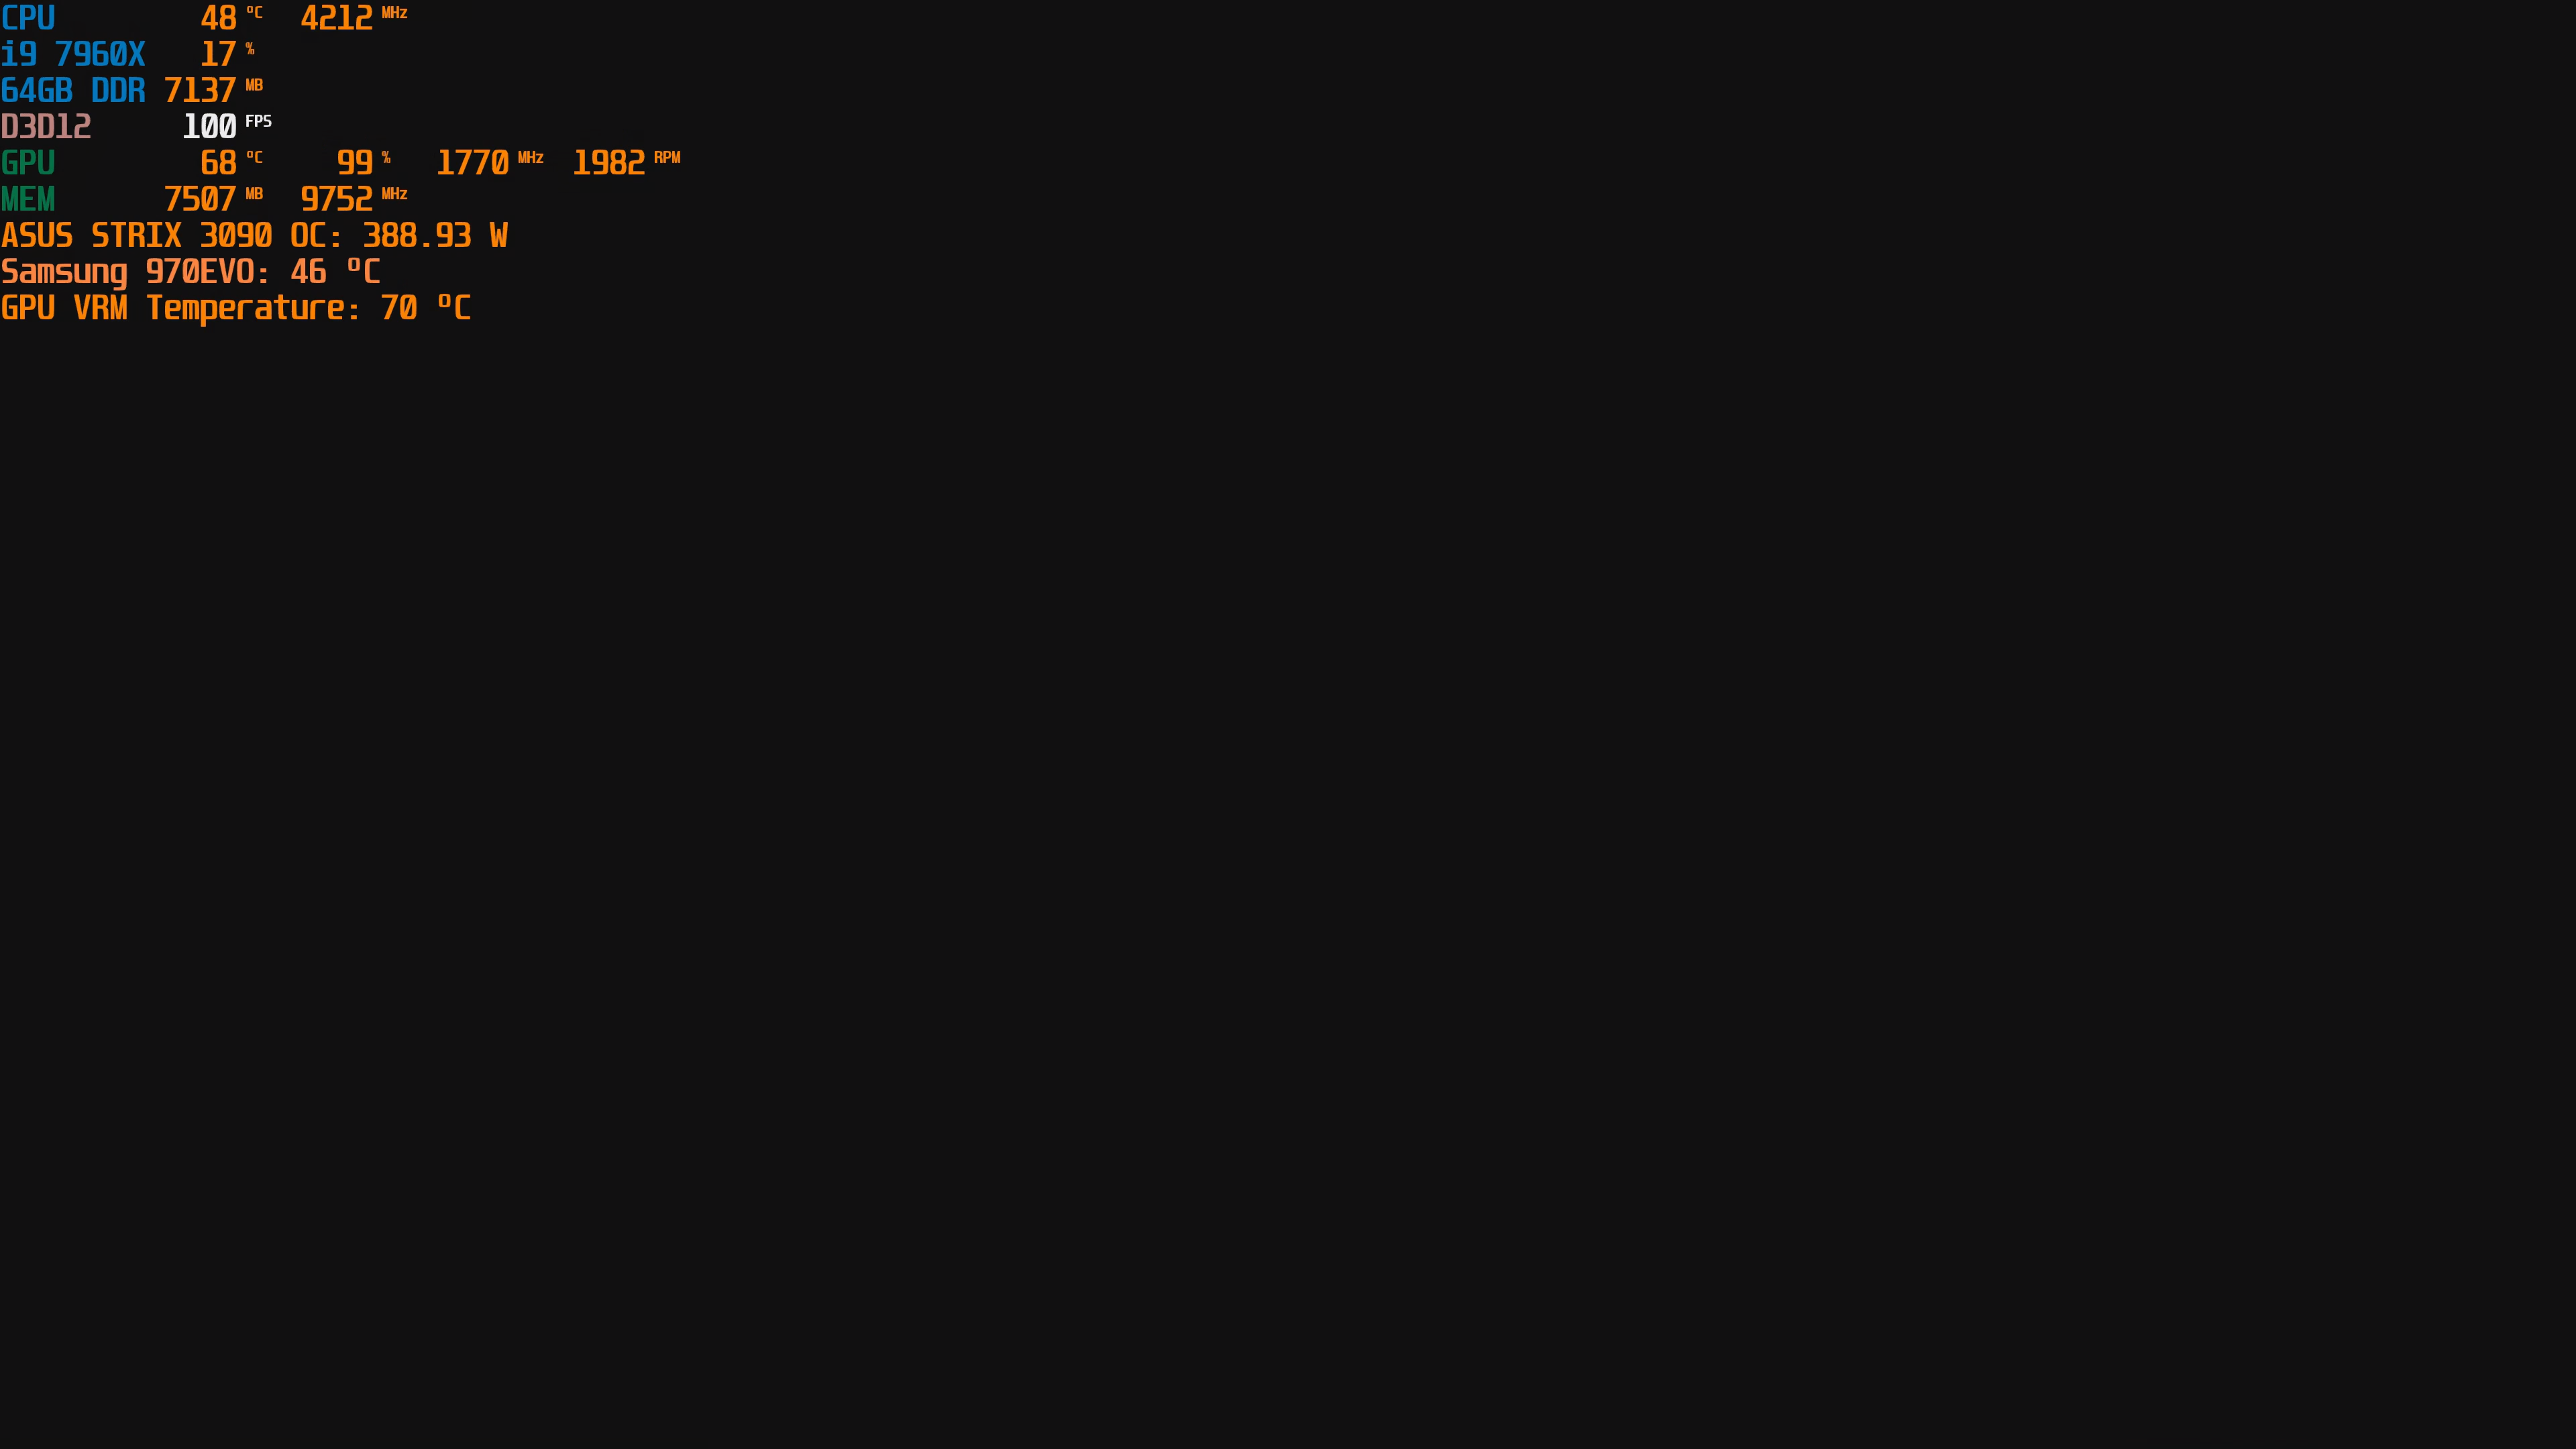 CPU 48 °C 4212 MHz
i9 7960X 17 %
64GB DDR 7137 MB
D3D12 100 FPS
GPU 68 °C 99 % 1770 MHz 1982 RPM
MEM 7507 MB 9752 MHz
ASUS STRIX 3090 OC: 388.93 W
Samsung 970EVO: 46 °C
GPU VRM Temperature: 70 °C